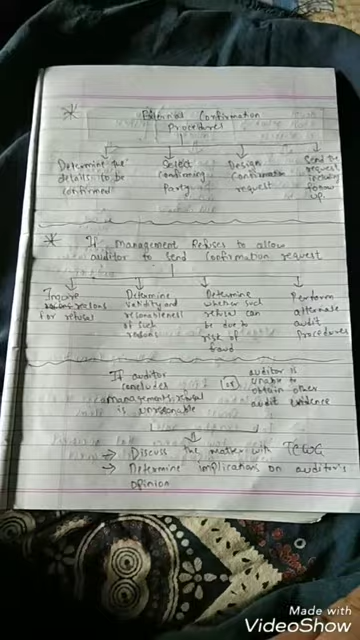 External Confirmation
Procedures
Determine the
details to be
confirmed
Select
confirming
Party
Design
Confirmation
request
Send the
request
including
follow
up.
If Management Refuses to allow
auditor to send Confirmation request
Inquire
reasons
for refusal
Determine
validity and
reasonableness
of such
reasons
Determine
whether such
refusal can
be due to
risk of
fraud
Perform
alternate
audit
procedures
If auditor
concludes
management
is unreasonable
or
auditor is
unable to
obtain other
audit evidence
→ Discuss the matter with TCWG
→ Determine implications on auditor's
opinion
Made with
VideoShow